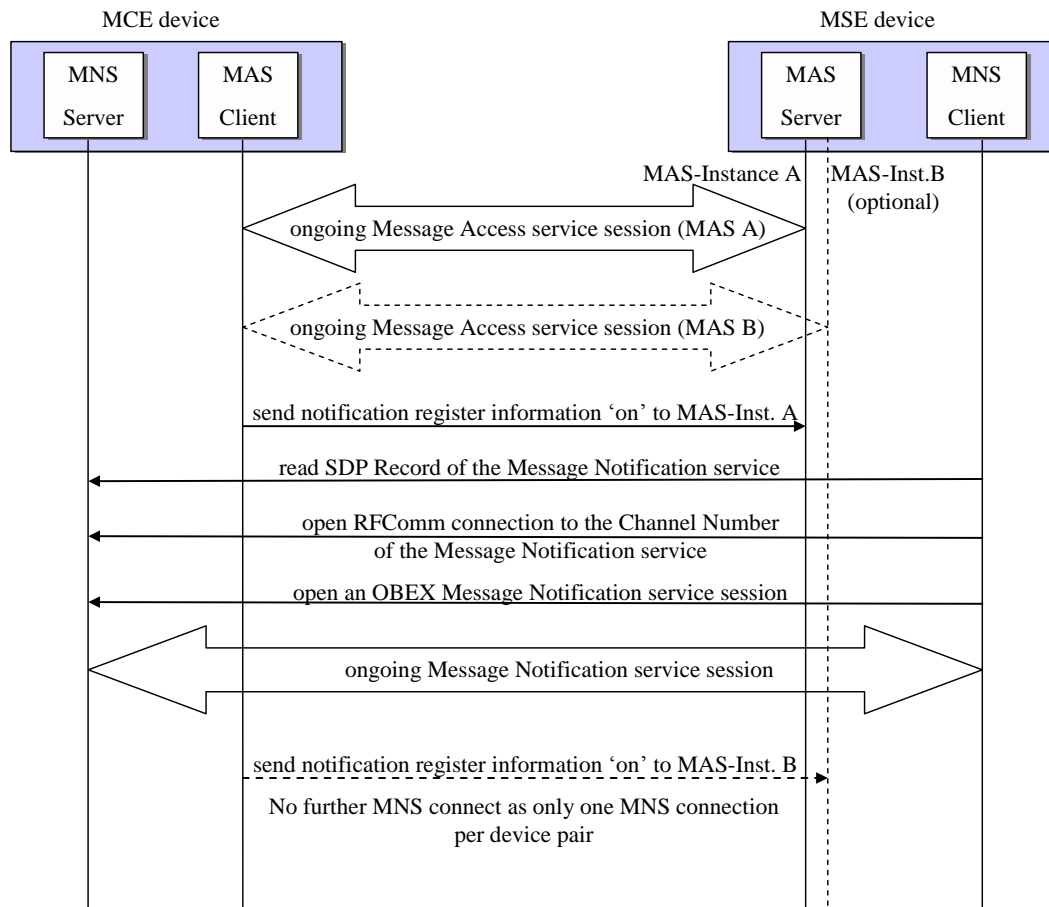 MCE device
MSE device
MNS
Server
MAS
Client
MAS
Server
MNS
Client
MAS-Instance A
MAS-Inst.B
(optional)
ongoing Message Access service session (MAS A)
ongoing Message Access service session (MAS B)
send notification register information ‘on’ to MAS-Inst. A
read SDP Record of the Message Notification service
open RFComm connection to the Channel Number
of the Message Notification service
open an OBEX Message Notification service session
ongoing Message Notification service session
send notification register information ‘on’ to MAS-Inst. B
No further MNS connect as only one MNS connection
per device pair